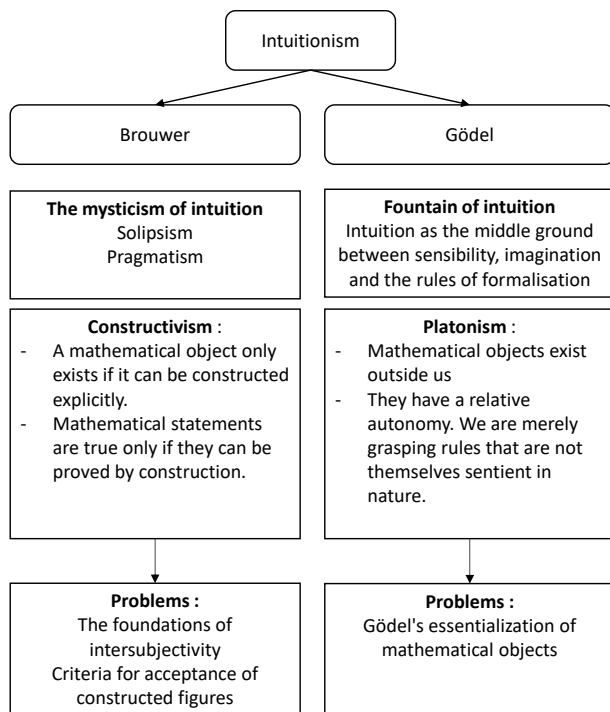 Intuitionism
Brouwer
Gödel
The mysticism of intuition
Solipsism
Pragmatism
Fountain of intuition
Intuition as the middle ground
between sensibility, imagination
and the rules of formalisation
Constructivism :
- A mathematical object only
exists if it can be constructed
explicitly.
- Mathematical statements
are true only if they can be
proved by construction.
Platonism :
- Mathematical objects exist
outside us
- They have a relative
autonomy. We are merely
grasping rules that are not
themselves sentient in
nature.
Problems :
The foundations of
intersubjectivity
Criteria for acceptance of
constructed figures
Problems :
Gödel's essentialization of
mathematical objects